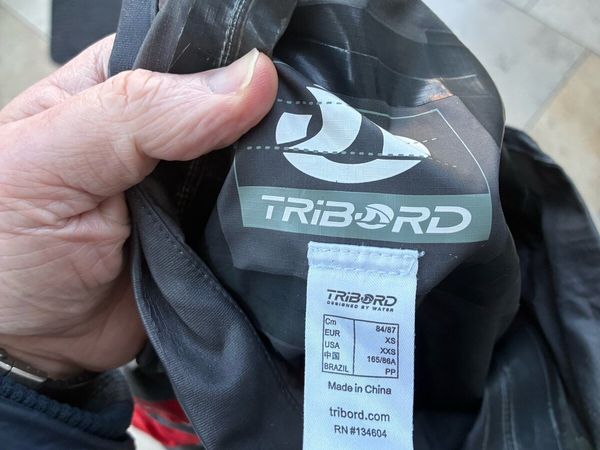 TRIBORD
TRIBORD
DESIGNED BY WATER
Cm 84/87
EUR XS
USA XXS
中国 165/86A
BRAZIL PP
Made in China
tribord.com
RN #134604